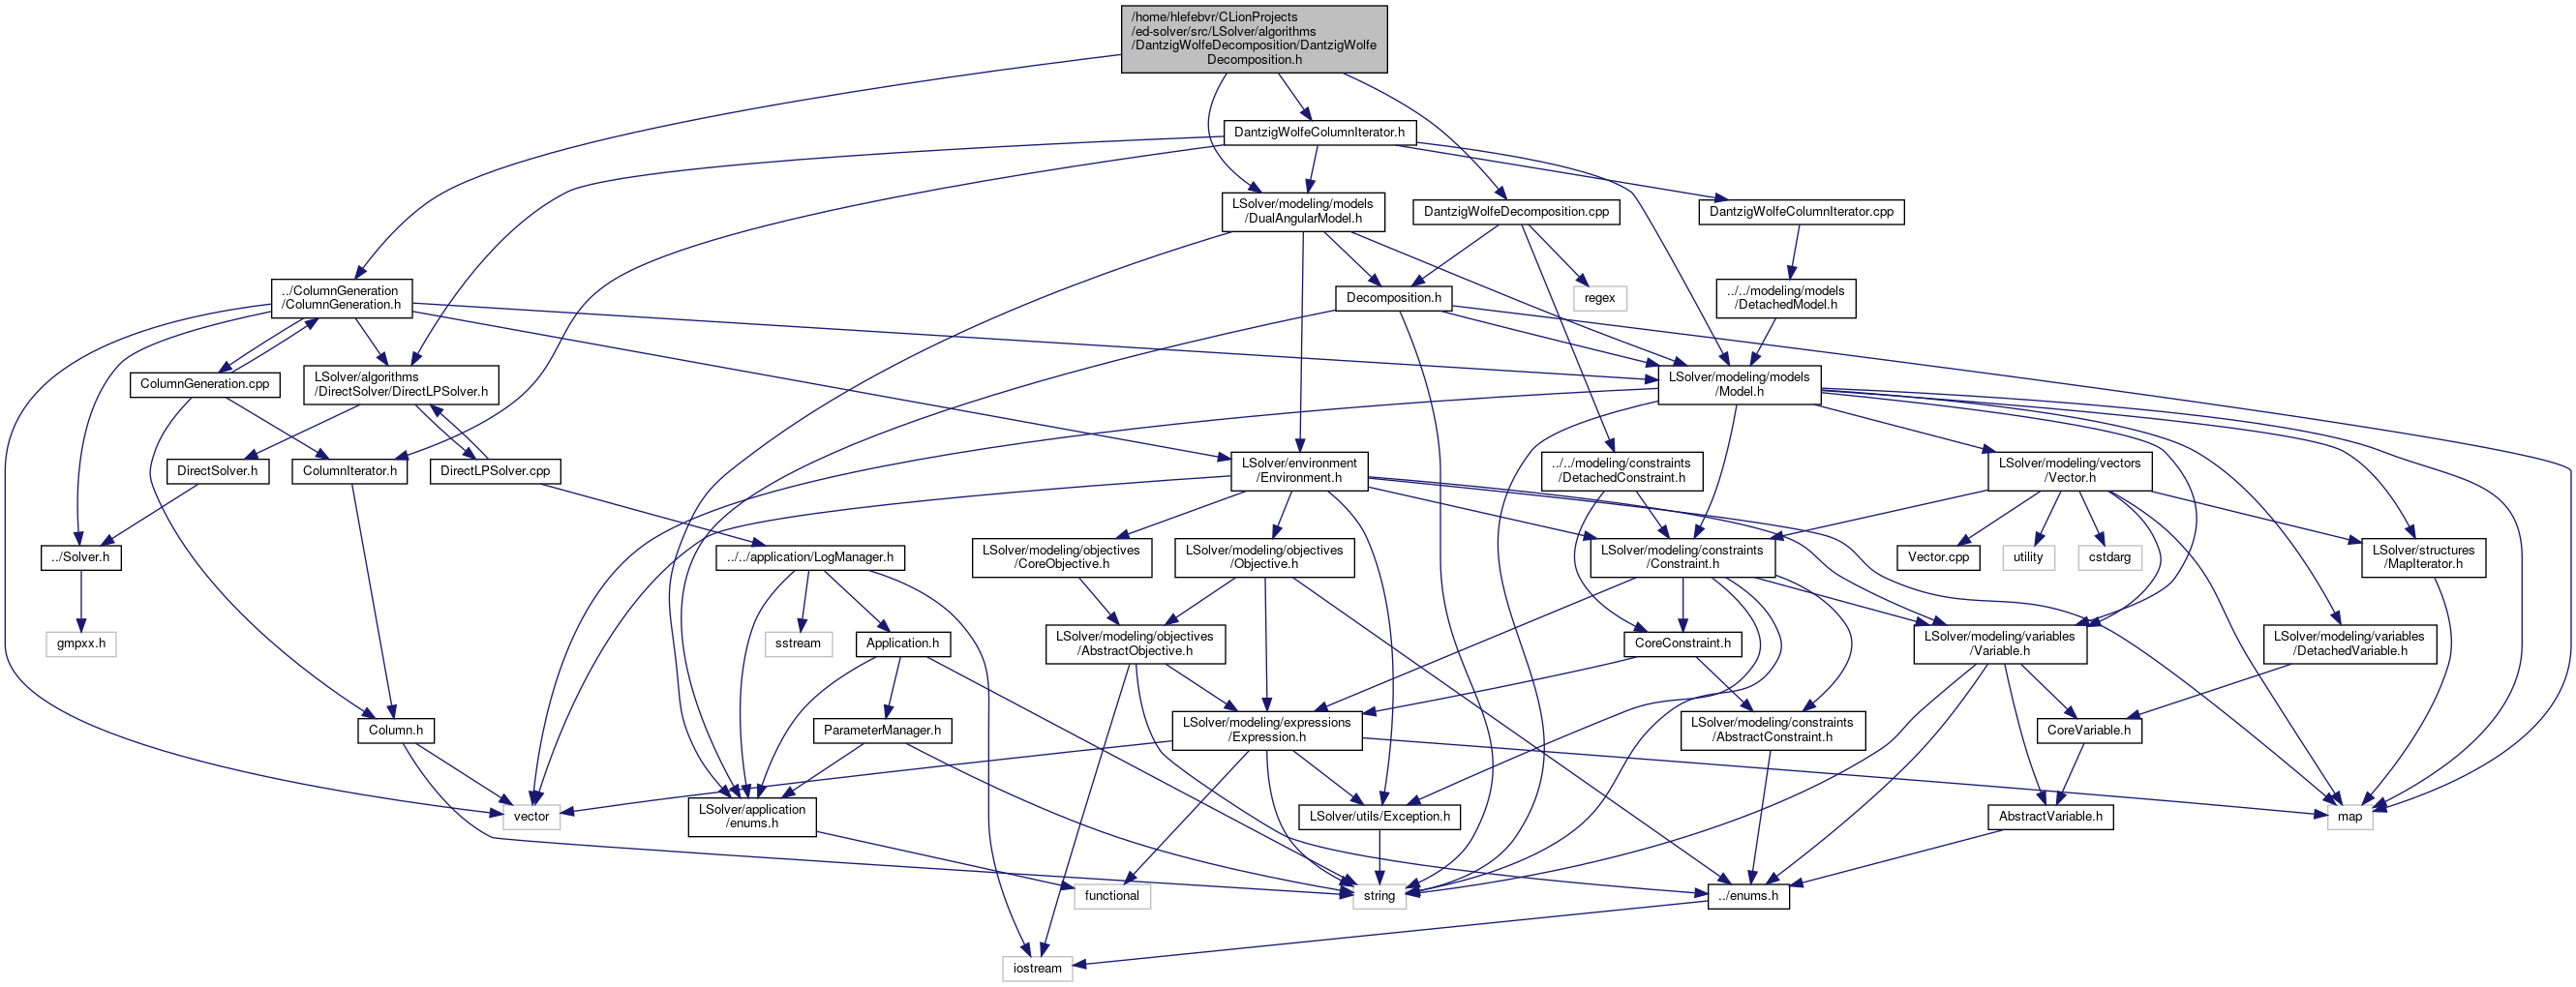 /home/hlefebvr/CLionProjects
/ed-solver/src/LSolver/algorithms
/DantzigWolfeDecomposition/DantzigWolfe
Decomposition.h
DantzigWolfeColumnIterator.h
LSolver/modeling/models
/DualAngularModel.h
DantzigWolfeDecomposition.cpp
DantzigWolfeColumnIterator.cpp
../ColumnGeneration
/ColumnGeneration.h
Decomposition.h
regex
../../modeling/models
/DetachedModel.h
ColumnGeneration.cpp
LSolver/algorithms
/DirectSolver/DirectLPSolver.h
LSolver/modeling/models
/Model.h
DirectSolver.h
ColumnIterator.h
DirectLPSolver.cpp
LSolver/environment
/Environment.h
../../modeling/constraints
/DetachedConstraint.h
LSolver/modeling/vectors
/Vector.h
../Solver.h
../../application/LogManager.h
LSolver/modeling/objectives
/CoreObjective.h
LSolver/modeling/objectives
/Objective.h
LSolver/modeling/constraints
/Constraint.h
Vector.cpp
utility
cstdarg
LSolver/structures
/MapIterator.h
gmpxx.h
sstream
Application.h
LSolver/modeling/objectives
/AbstractObjective.h
CoreConstraint.h
LSolver/modeling/variables
/Variable.h
LSolver/modeling/variables
/DetachedVariable.h
Column.h
ParameterManager.h
LSolver/modeling/expressions
/Expression.h
LSolver/modeling/constraints
/AbstractConstraint.h
CoreVariable.h
vector
LSolver/application
/enums.h
LSolver/utils/Exception.h
AbstractVariable.h
map
functional
string
../enums.h
iostream